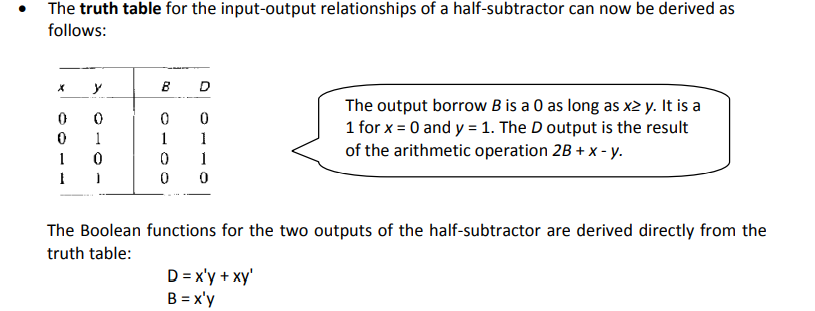 • The truth table for the input-output relationships of a half-subtractor can now be derived as
follows:
x y B D
0 0 0 0
0 1 1 1
1 0 0 1
1 1 0 0
The output borrow B is a 0 as long as x≥ y. It is a
1 for x = 0 and y = 1. The D output is the result
of the arithmetic operation 2B + x - y.
The Boolean functions for the two outputs of the half-subtractor are derived directly from the
truth table:
D = x'y + xy'
B = x'y